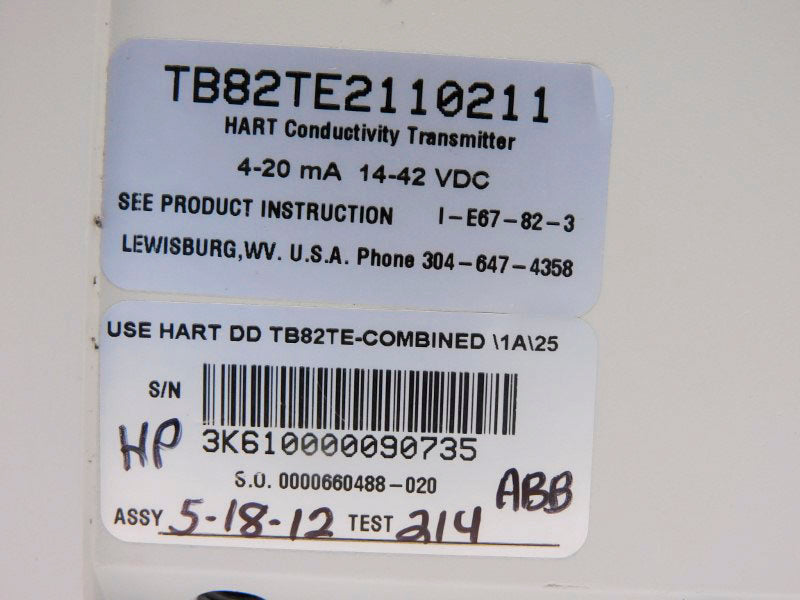 TB82TE2110211
HART Conductivity Transmitter
4-20 mA 14-42 VDC
SEE PRODUCT INSTRUCTION I-E67-82-3
LEWISBURG,WV. U.S.A. Phone 304-647-4358
USE HART DD TB82TE-COMBINED \1A\25
S/N
HP 3K610000090735
S.O. 0000660488-020
ABB
ASSY 5-18-12 TEST 214